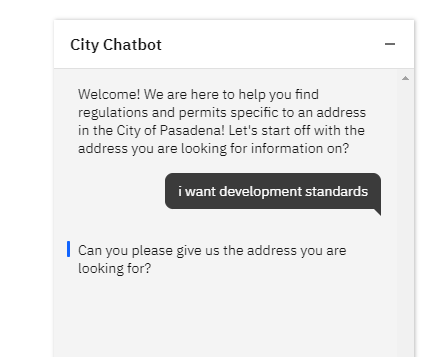 City Chatbot
Welcome! We are here to help you find
regulations and permits specific to an address
in the City of Pasadena! Let's start off with the
address you are looking for information on?
i want development standards
Can you please give us the address you are
looking for?